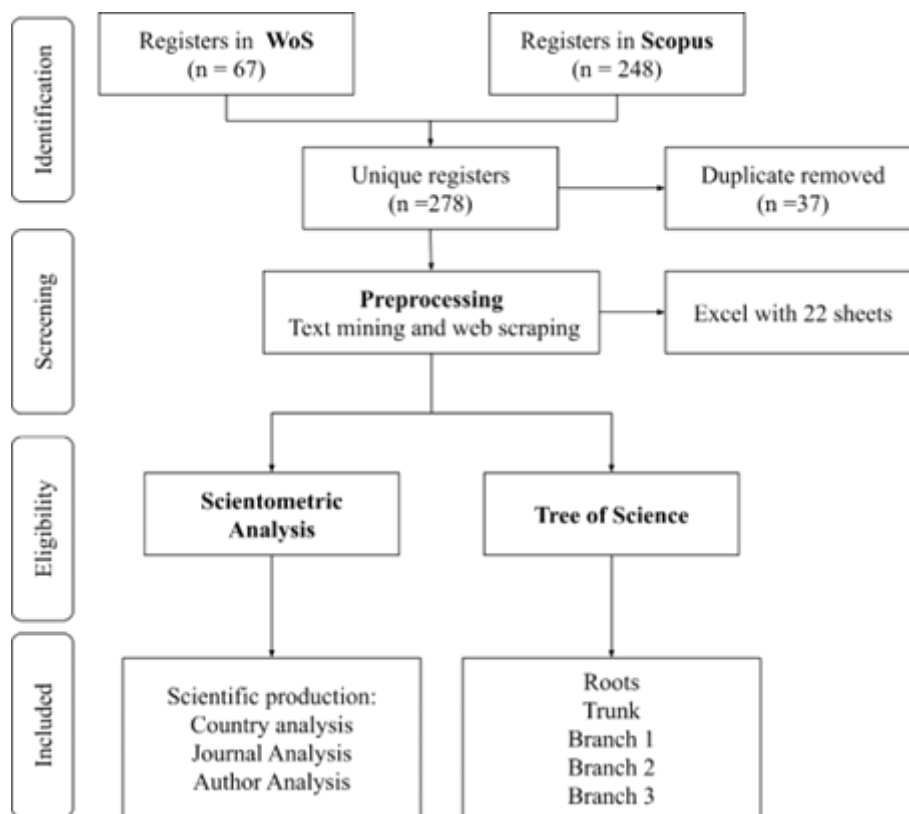 Identification
Registers in WoS
(n = 67)
Registers in Scopus
(n = 248)
Unique registers
(n =278)
Duplicate removed
(n =37)
Screening
Preprocessing
Text mining and web scraping
Excel with 22 sheets
Eligibility
Scientometric
Analysis
Tree of Science
Included
Scientific production:
Country analysis
Journal Analysis
Author Analysis
Roots
Trunk
Branch 1
Branch 2
Branch 3